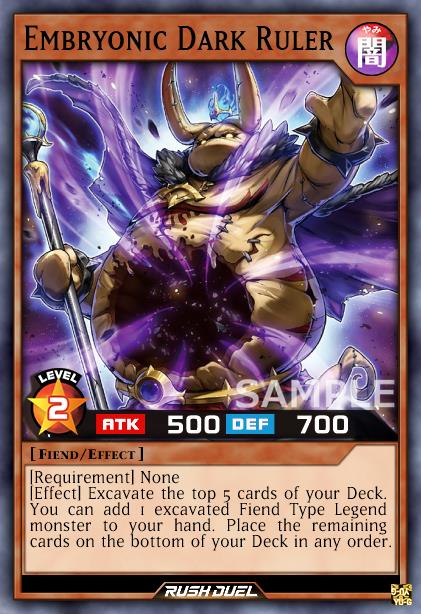 Embryonic Dark Ruler
やみ
闇
SAMPLE
LEVEL
2
ATK 500 DEF 700
[Fiend/Effect]
[Requirement] None
[Effect] Excavate the top 5 cards of your Deck.
You can add 1 excavated Fiend Type Legend
monster to your hand. Place the remaining
cards on the bottom of your Deck in any order.
RUSH DUEL